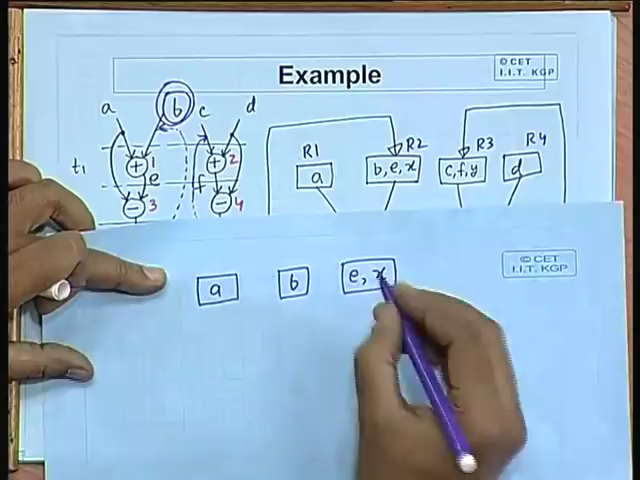 Example
© CET
I.I.T. KGP
a b c d
R1 R2 R3 R4
a b,e,x c,f,y d
t1 + 1 + 2
e f
- 3 - 4
© CET
I.I.T. KGP
a b e, x